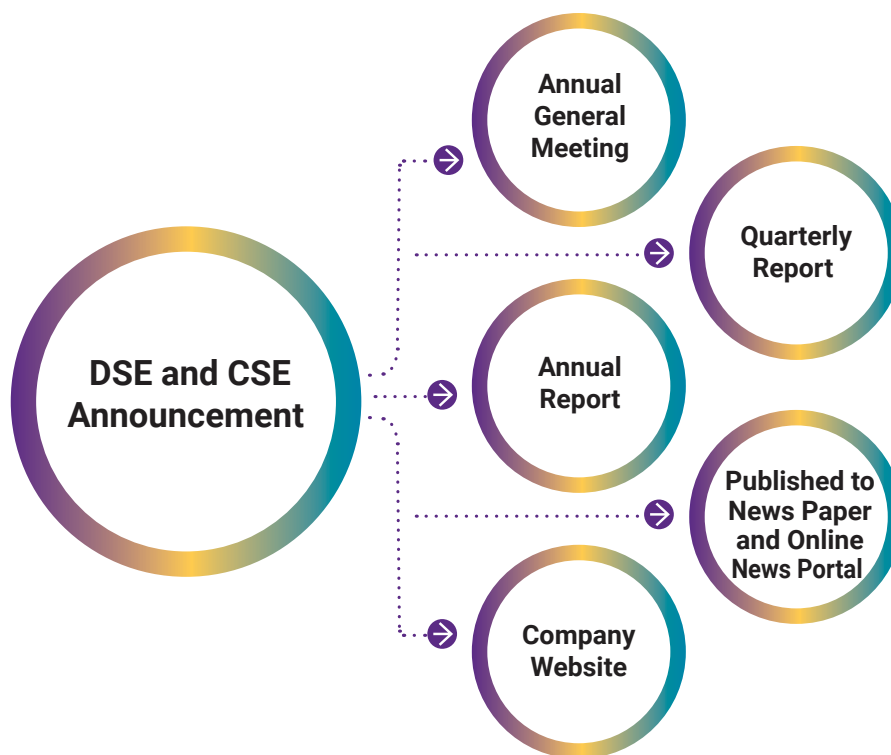 DSE and CSE
Announcement
Annual
General
Meeting
Quarterly
Report
Annual
Report
Published to
News Paper
and Online
News Portal
Company
Website